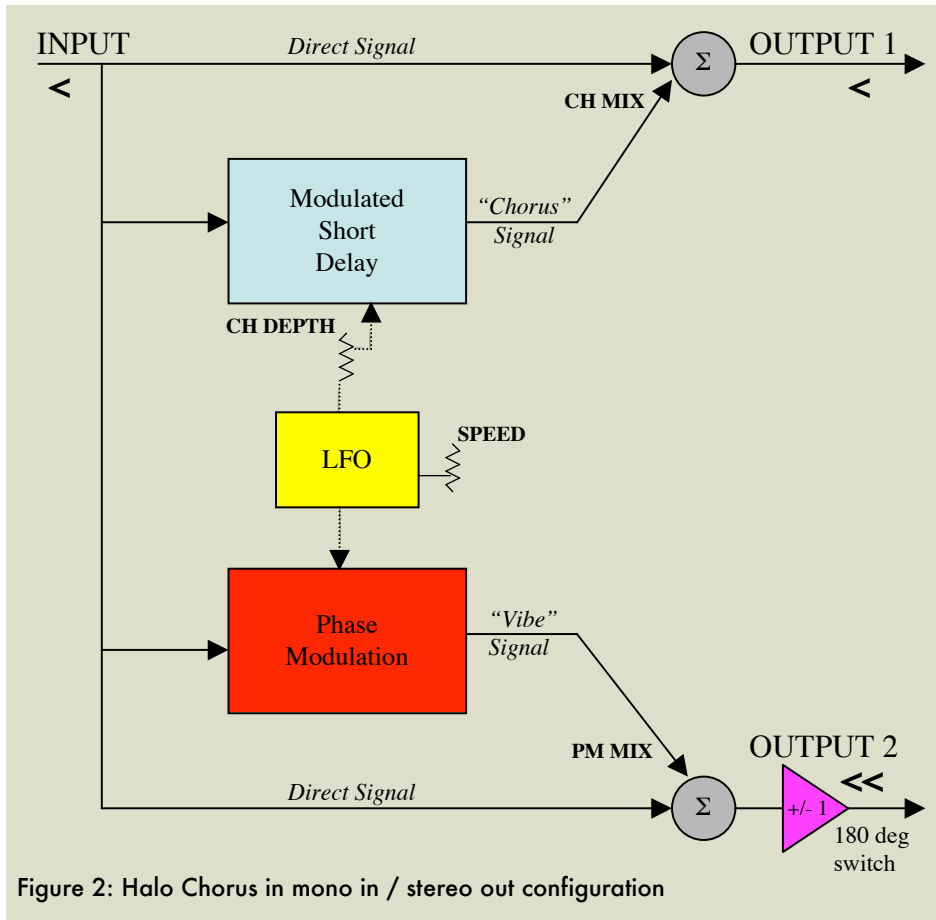 INPUT
Direct Signal
Σ
OUTPUT 1
<
<
CH MIX
Modulated
Short
Delay
“Chorus”
Signal
CH DEPTH
LFO
SPEED
Phase
Modulation
“Vibe”
Signal
PM MIX
OUTPUT 2
<<
Direct Signal
Σ
+/- 1
180 deg
switch
Figure 2: Halo Chorus in mono in / stereo out configuration